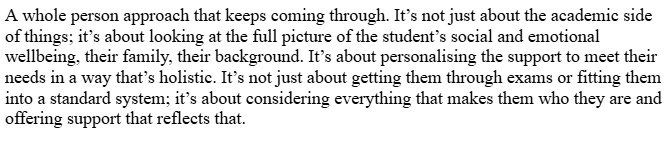 A whole person approach that keeps coming through. It’s not just about the academic side
of things; it’s about looking at the full picture of the student’s social and emotional
wellbeing, their family, their background. It’s about personalising the support to meet their
needs in a way that’s holistic. It’s not just about getting them through exams or fitting them
into a standard system; it’s about considering everything that makes them who they are and
offering support that reflects that.